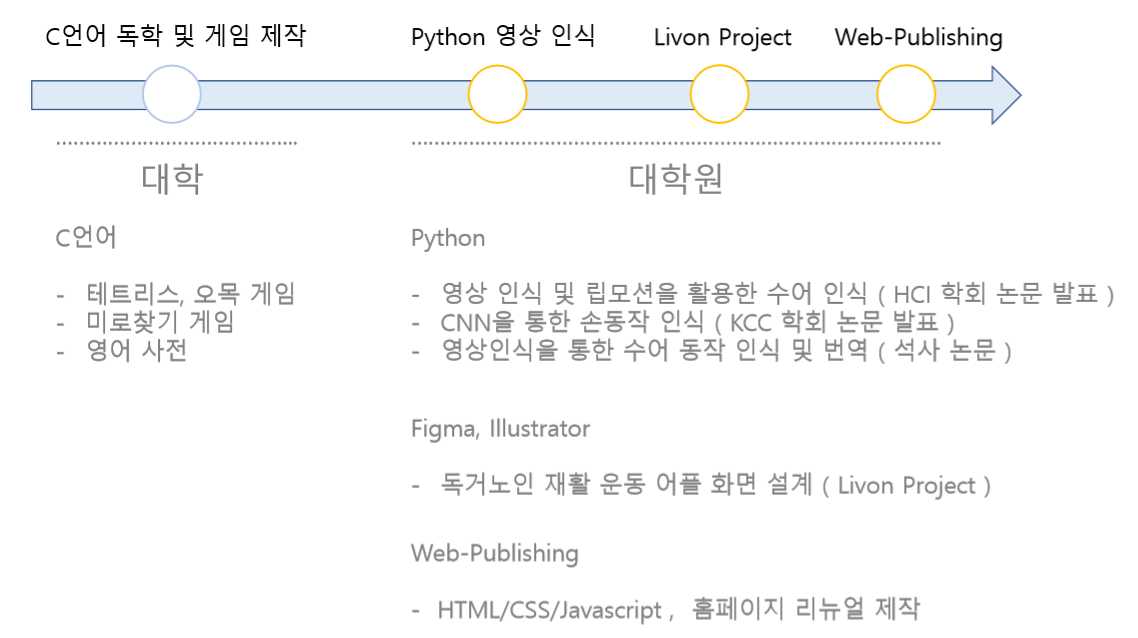 C언어 독학 및 게임 제작
Python 영상 인식
Livon Project
Web-Publishing
대학
대학원
C언어
- 테트리스, 오목 게임
- 미로찾기 게임
- 영어 사전
Python
- 영상 인식 및 립모션을 활용한 수어 인식 ( HCI 학회 논문 발표 )
- CNN을 통한 손동작 인식 ( KCC 학회 논문 발표 )
- 영상인식을 통한 수어 동작 인식 및 번역 ( 석사 논문 )
Figma, Illustrator
- 독거노인 재활 운동 어플 화면 설계 ( Livon Project )
Web-Publishing
- HTML/CSS/Javascript , 홈페이지 리뉴얼 제작